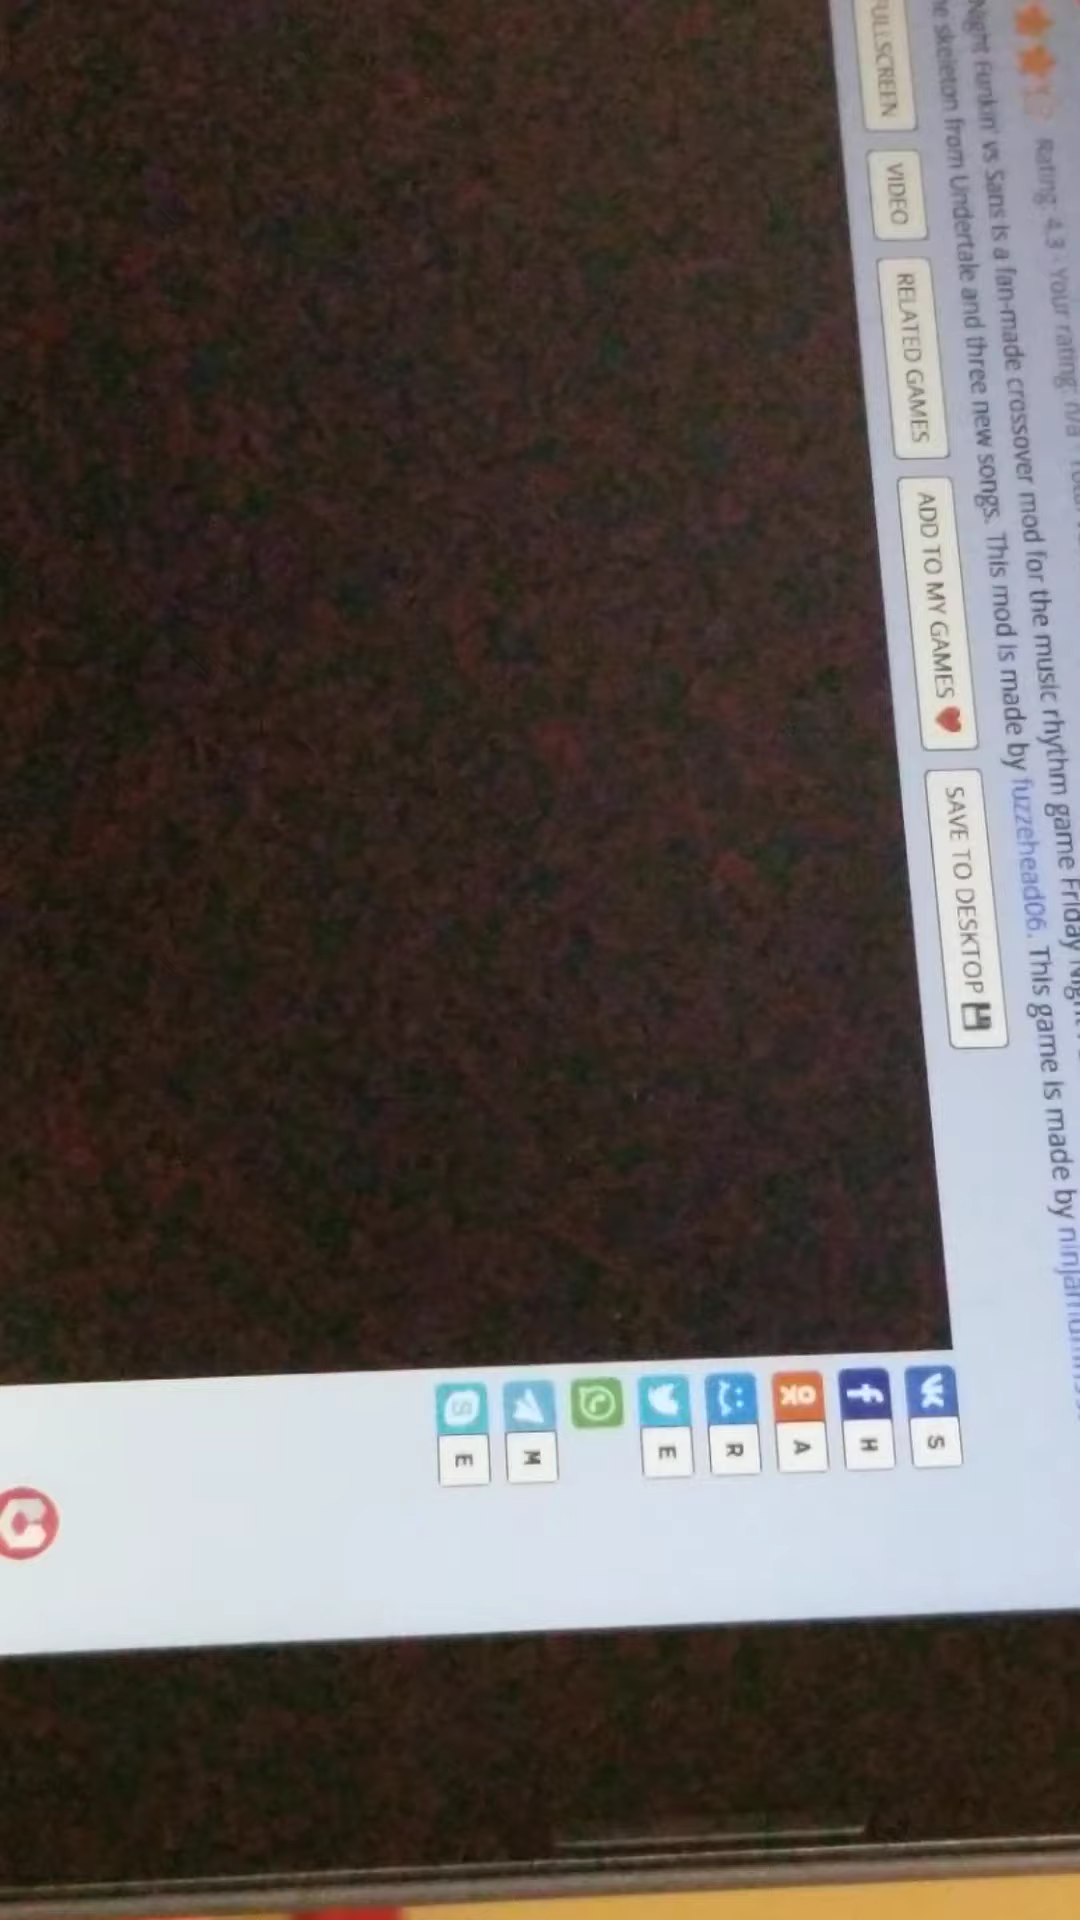 Rating: 4.3 - Your rating: n/a
Night Funkin' vs Sans is a fan-made crossover mod for the music rhythm game Friday
skeleton from Undertale and three new songs. This mod is made by fuzzehead06. This game is made by
FULLSCREEN
VIDEO
RELATED GAMES
ADD TO MY GAMES
SAVE TO DESKTOP
S
H
A
R
E
M
E